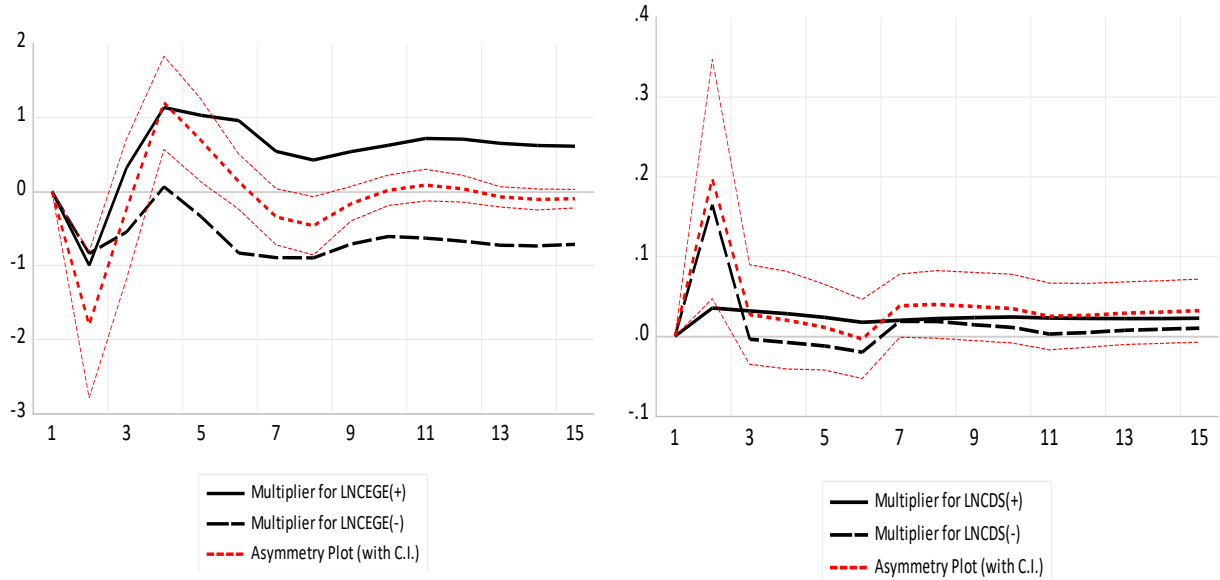 2
1
0
-1
-2
-3
1 3 5 7 9 11 13 15
Multiplier for LNCEGE(+)
Multiplier for LNCEGE(-)
Asymmetry Plot (with C.I.)
.4
.3
.2
.1
.0
-.1
1 3 5 7 9 11 13 15
Multiplier for LNCDS(+)
Multiplier for LNCDS(-)
Asymmetry Plot (with C.I.)